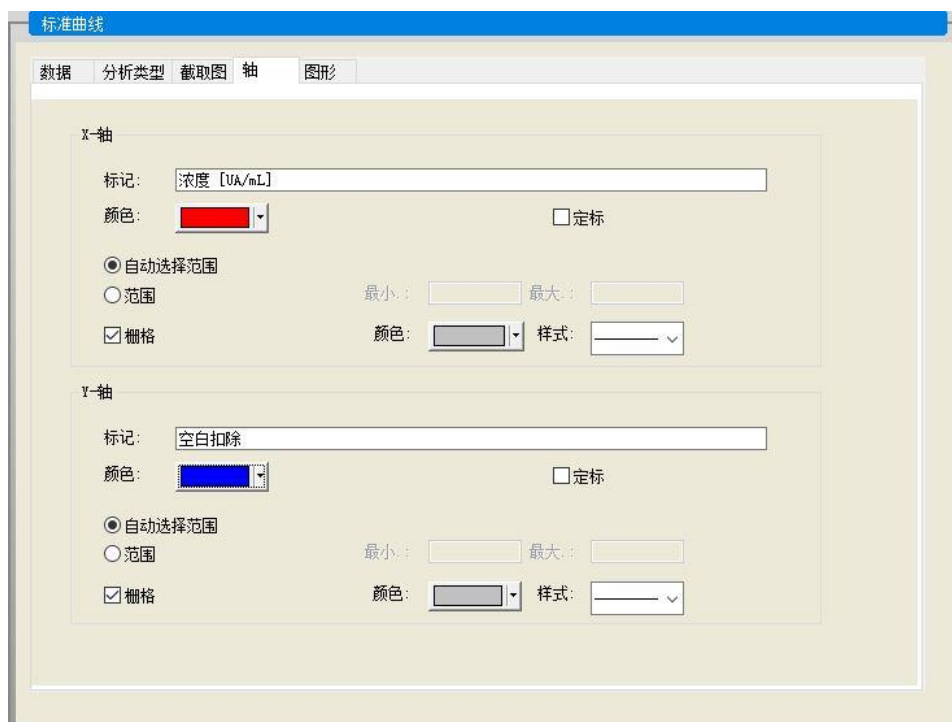 标准曲线
数据 分析类型 截取图 轴 图形
X-轴
标记: 浓度 [UA/mL]
颜色: 定标
自动选择范围
范围 最小.: 最大.:
栅格 颜色: 样式:
Y-轴
标记: 空白扣除
颜色: 定标
自动选择范围
范围 最小.: 最大.:
栅格 颜色: 样式: